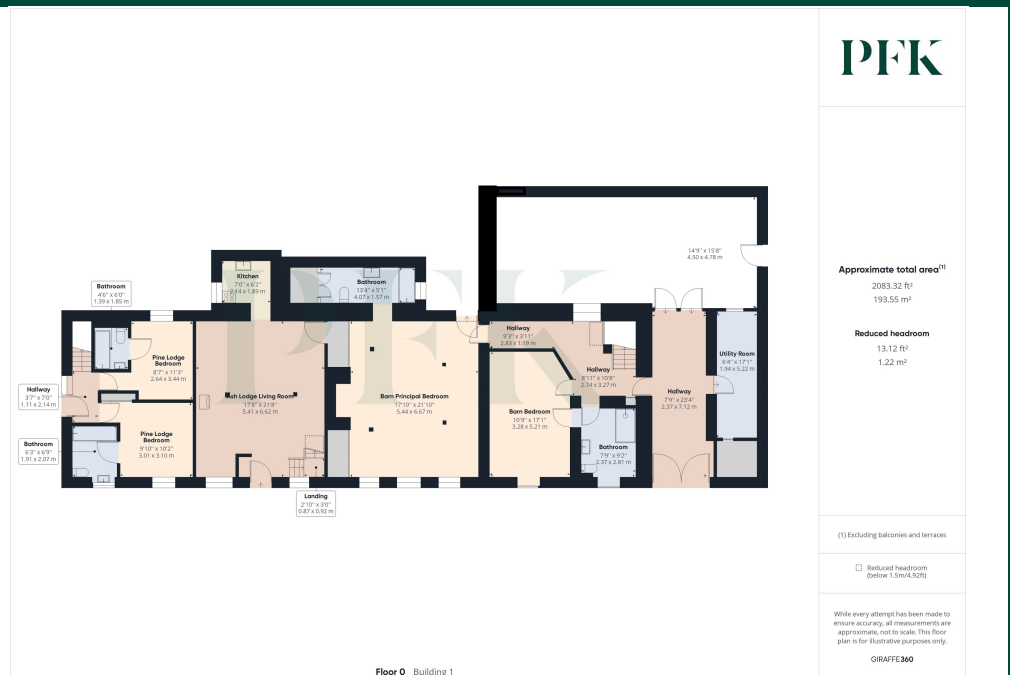 PFK
Approximate total area(1)
2083.32 ft²
193.55 m²
Reduced headroom
13.12 ft²
1.22 m²
(1) Excluding balconies and terraces
Reduced headroom
(below 1.5m/4.92ft)
While every attempt has been made to
ensure accuracy, all measurements are
approximate, not to scale. This floor
plan is for illustrative purposes only.
GIRAFFE360
PFK
14'9" x 15'8"
4.50 x 4.78 m
Kitchen
7'0" x 6'2"
2.14 x 1.89 m
Bathroom
13'4" x 5'1"
4.07 x 1.57 m
Bathroom
4'6" x 6'0"
1.39 x 1.85 m
Pine Lodge
Bedroom
8'7" x 11'3"
2.64 x 3.44 m
Hallway
9'3" x 3'11"
2.83 x 1.19 m
Hallway
8'11" x 10'8"
2.74 x 3.27 m
Utility Room
6'4" x 17'1"
1.94 x 5.22 m
Hallway
3'7" x 7'0"
1.11 x 2.14 m
Ash Lodge Living Room
17'8" x 21'8"
5.41 x 6.62 m
Barn Principal Bedroom
17'10" x 21'10"
5.44 x 6.67 m
Hallway
7'9" x 23'4"
2.37 x 7.12 m
Barn Bedroom
10'9" x 17'1"
3.28 x 5.21 m
Pine Lodge
Bedroom
9'10" x 10'2"
3.01 x 3.10 m
Bathroom
6'3" x 6'9"
1.91 x 2.07 m
Bathroom
7'9" x 9'2"
2.37 x 2.81 m
Landing
2'10" x 3'0"
0.87 x 0.92 m
Floor 0 Building 1